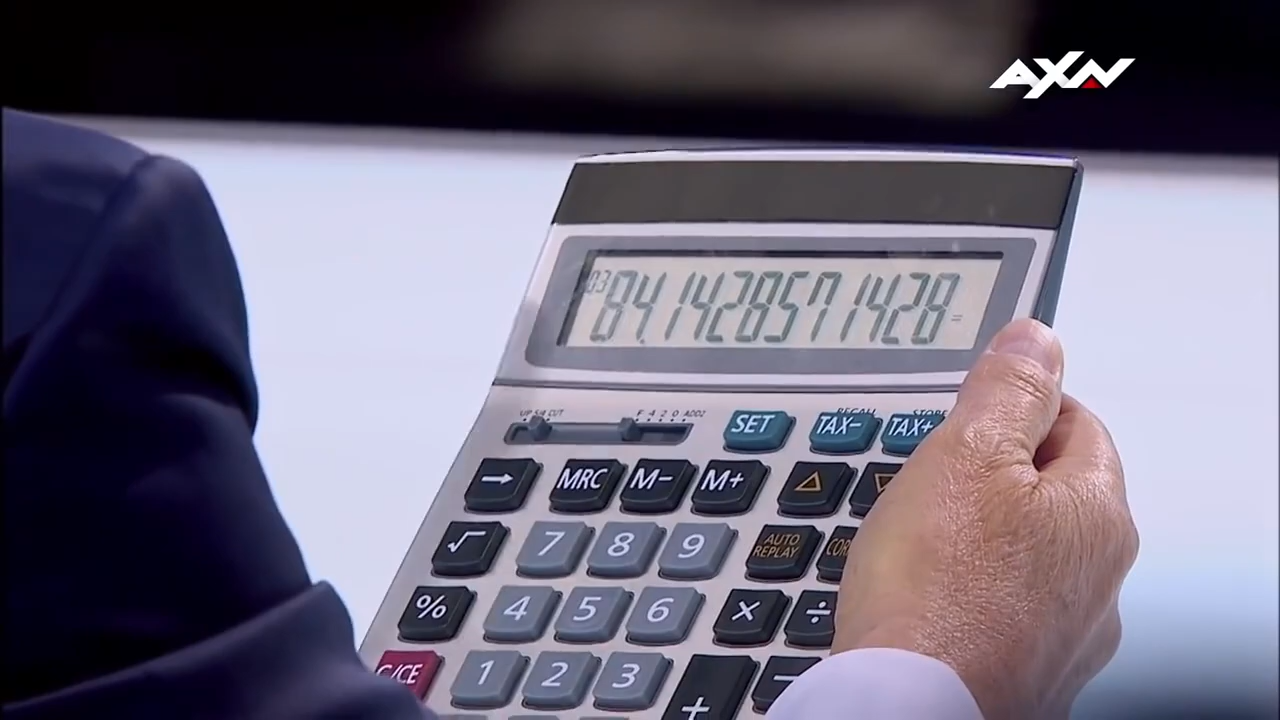 AXN
03 84.1428571428 =
UP 5/4 CUT F 4 2 0 ADD2 RECALL STORE
SET TAX- TAX+
→ MRC M- M+ △
√ 7 8 9 AUTO REPLAY
% 4 5 6 × ÷
C/CE 1 2 3 + -